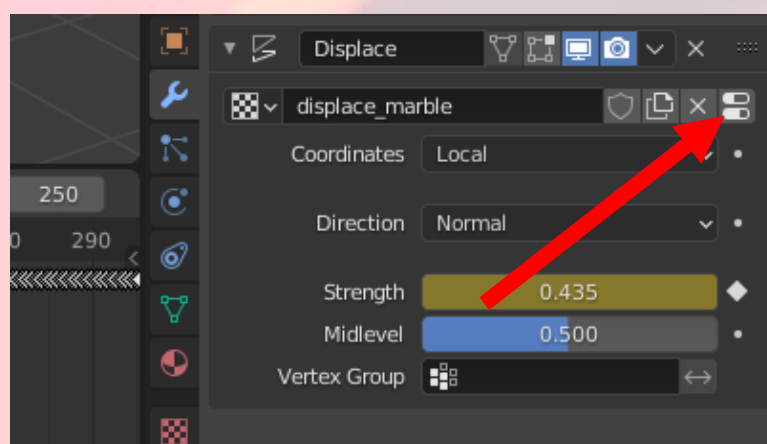 Displace
displace_marble
Coordinates Local
250
Direction Normal
0 290
Strength 0.435
Midlevel 0.500
Vertex Group